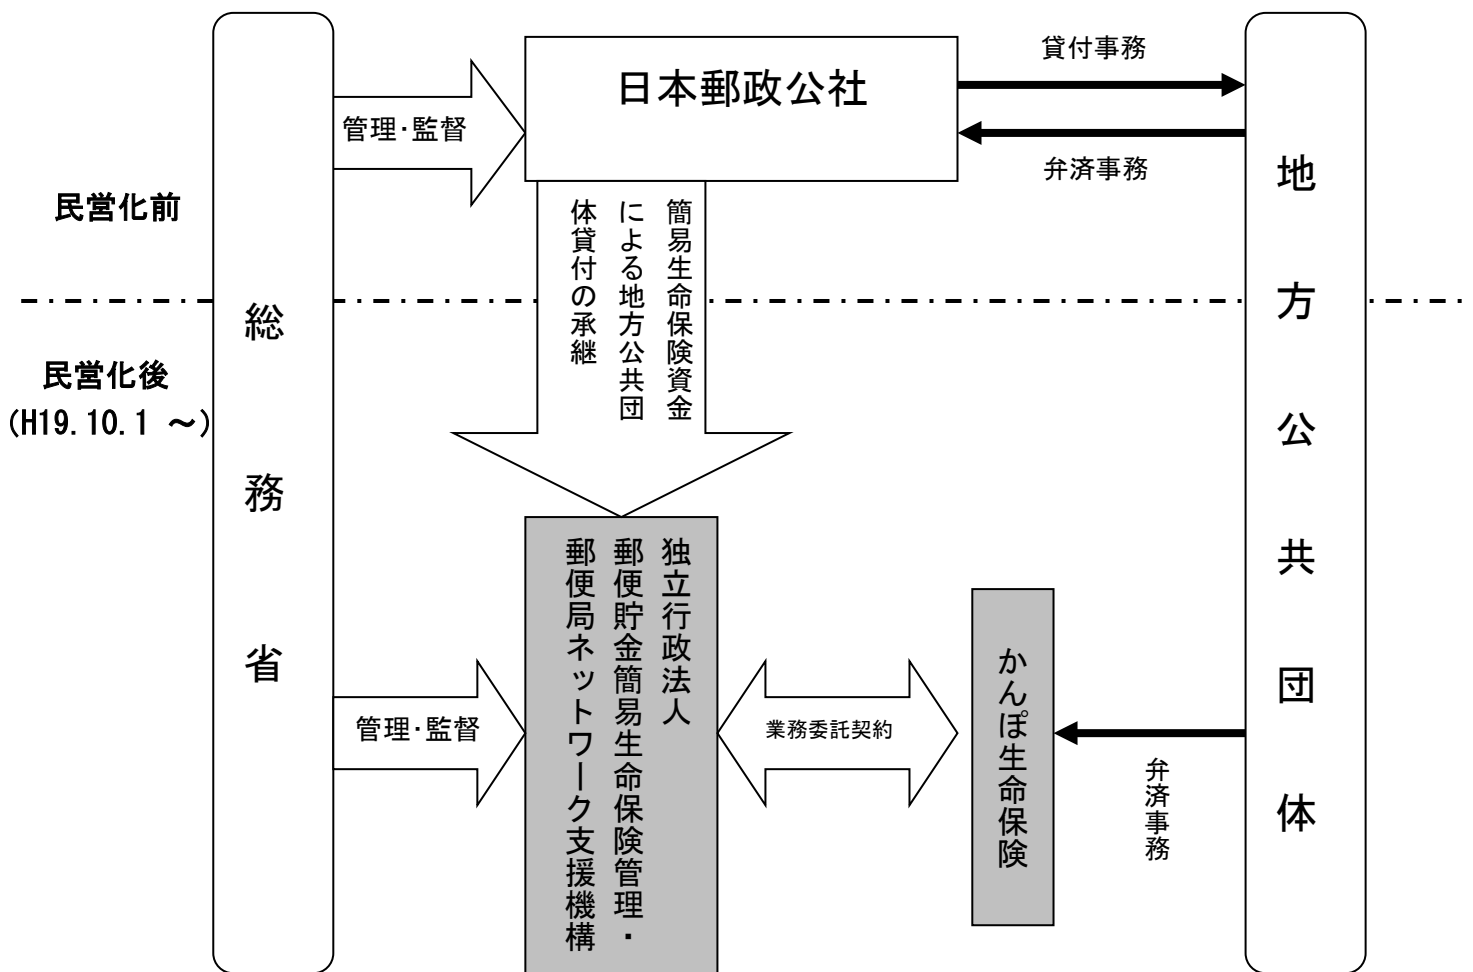 日本郵政公社
貸付事務
管理・監督
弁済事務
民営化前
簡易生命保険資金
による地方公共団
体貸付の承継
総務省
地方公共団体
民営化後
(H19.10.1 ～)
独立行政法人
郵便貯金簡易生命保険管理・
郵便局ネットワーク支援機構
管理・監督
業務委託契約
かんぽ生命保険
弁済事務